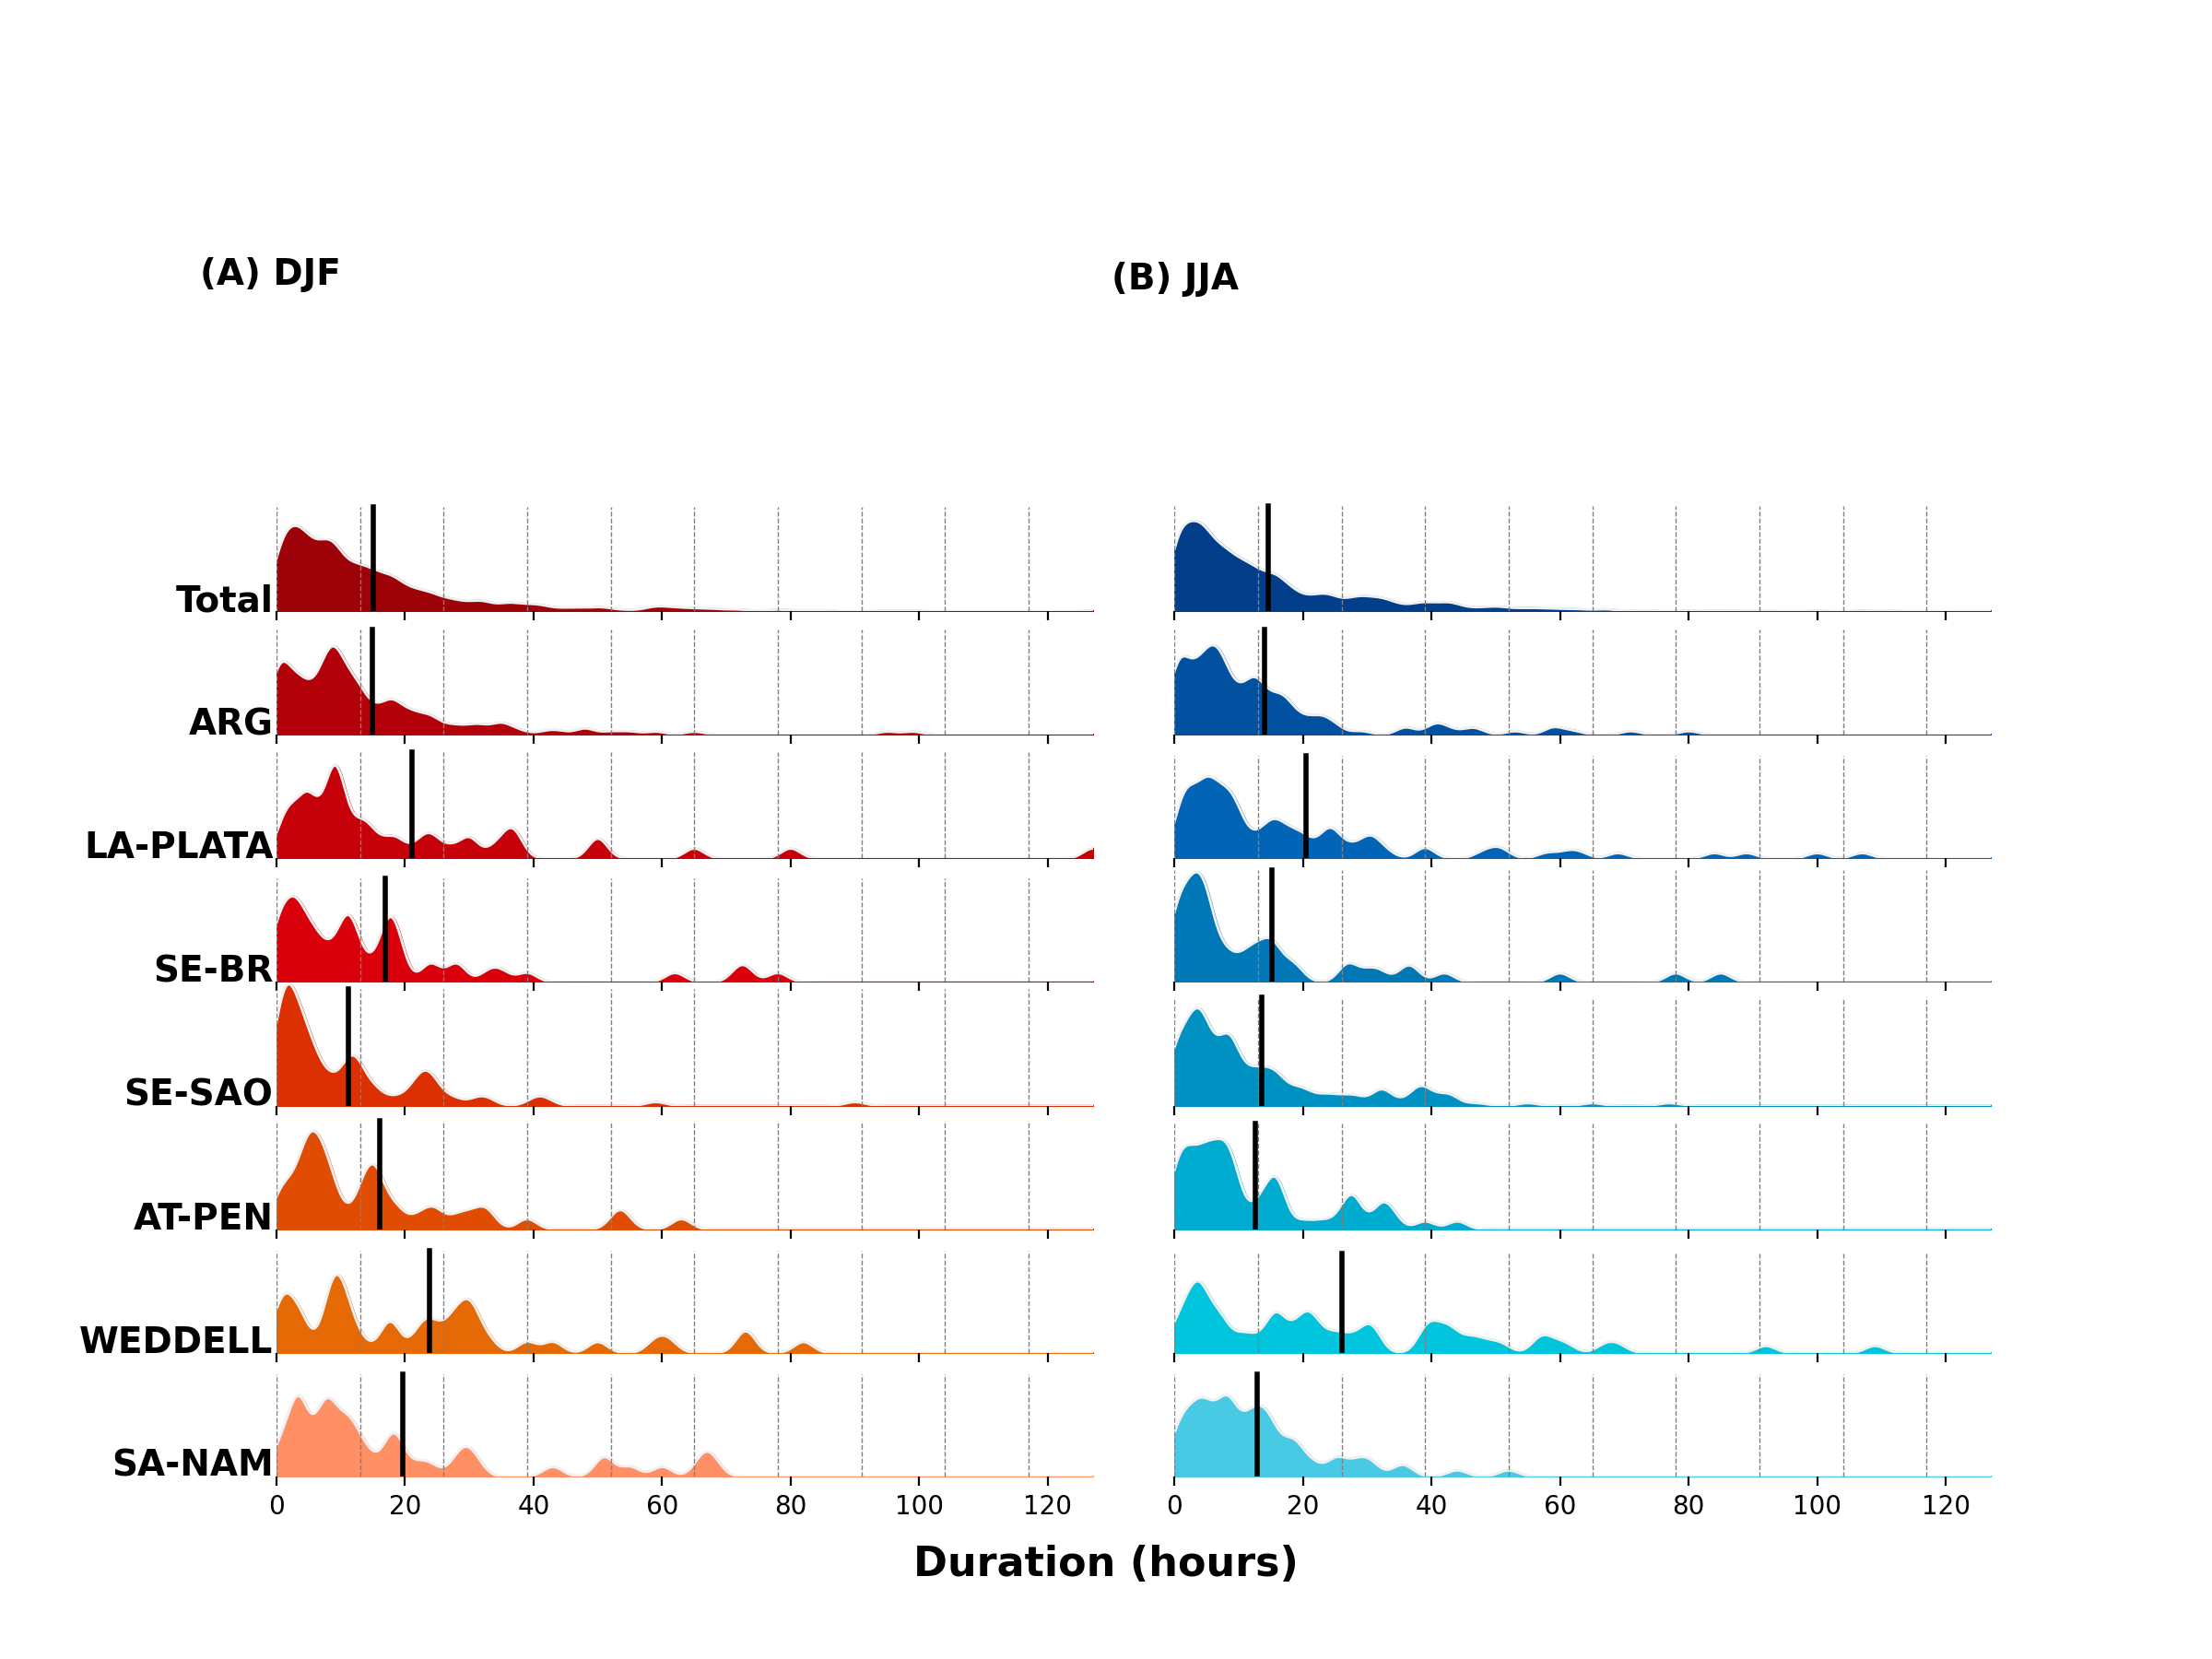 (A) DJF
(B) JJA
Total
ARG
LA-PLATA
SE-BR
SE-SAO
AT-PEN
WEDDELL
SA-NAM
0 20 40 60 80 100 120
0 20 40 60 80 100 120
Duration (hours)